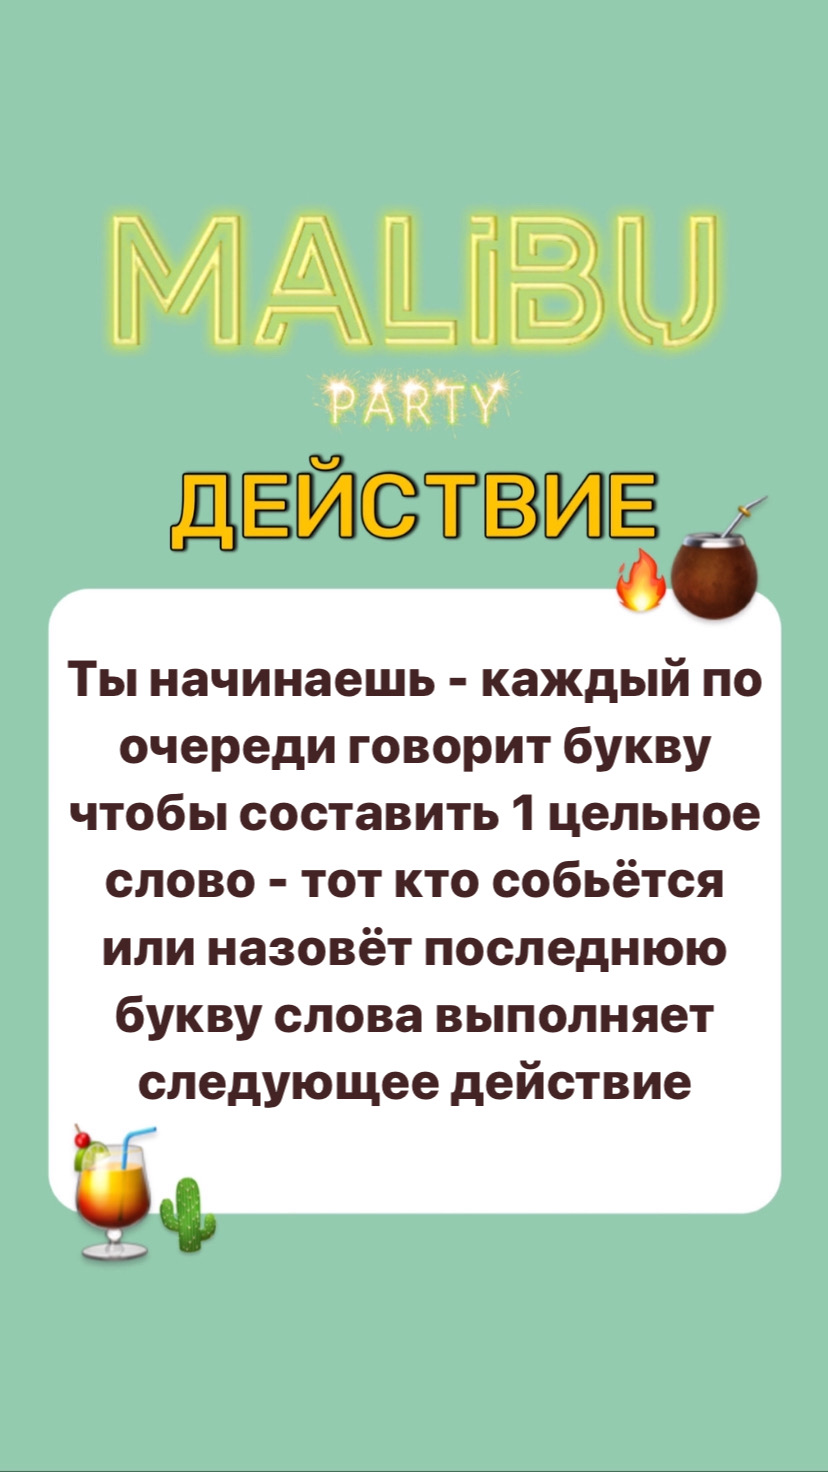 MALiBU
PARTY
ДЕЙСТВИЕ
Ты начинаешь - каждый по
очереди говорит букву
чтобы составить 1 цельное
слово - тот кто собьётся
или назовёт последнюю
букву слова выполняет
следующее действие